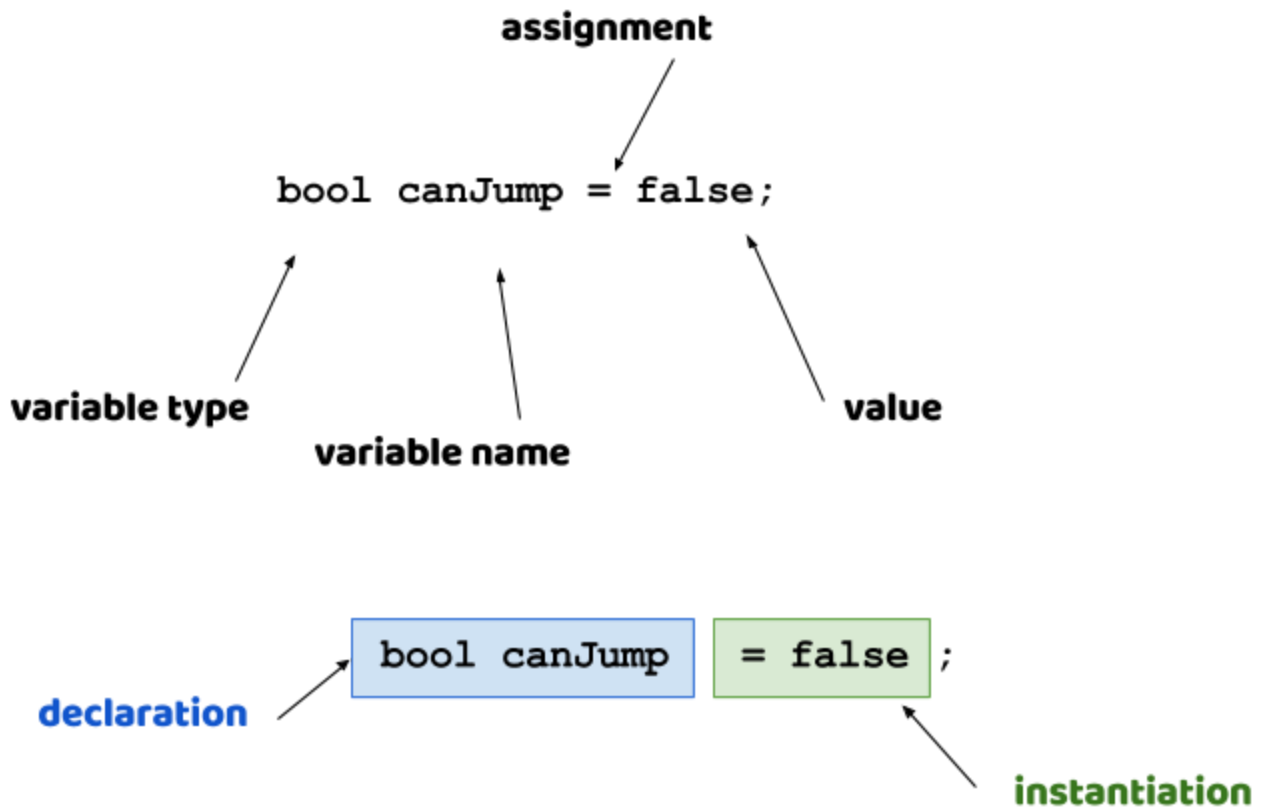 assignment
bool canJump = false;
variable type
value
variable name
bool canJump = false ;
declaration
instantiation